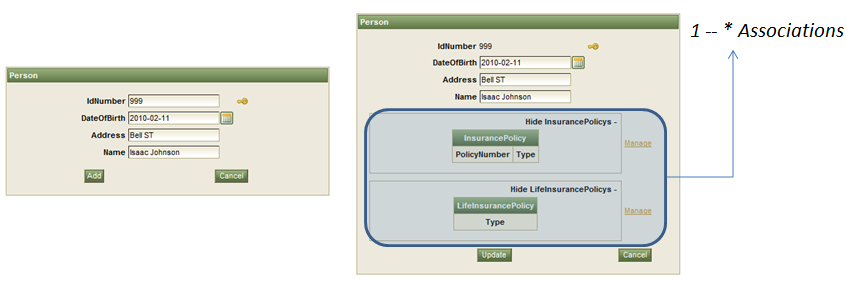 Person
IdNumber 999
DateOfBirth 2010-02-11
Address Bell ST
Name Isaac Johnson
Add Cancel
Person
IdNumber 999
DateOfBirth 2010-02-11
Address Bell ST
Name Isaac Johnson
Hide InsurancePolicys -
InsurancePolicy
PolicyNumber Type
Manage
Hide LifeInsurancePolicys -
LifeInsurancePolicy
Type
Manage
Update Cancel
1 -- * Associations